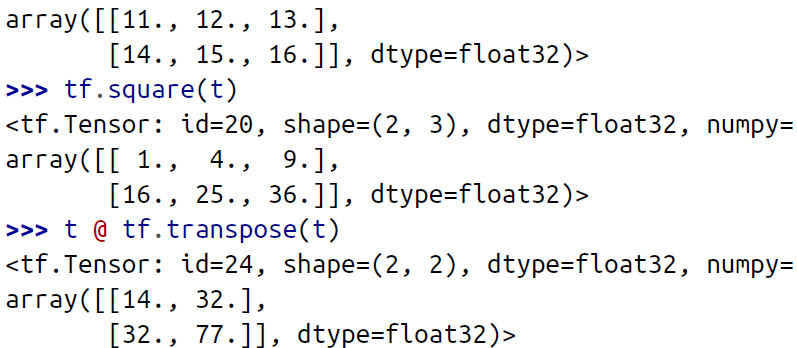 array([[11., 12., 13.],
       [14., 15., 16.]], dtype=float32)>
>>> tf.square(t)
<tf.Tensor: id=20, shape=(2, 3), dtype=float32, numpy=
array([[ 1.,  4.,  9.],
       [16., 25., 36.]], dtype=float32)>
>>> t @ tf.transpose(t)
<tf.Tensor: id=24, shape=(2, 2), dtype=float32, numpy=
array([[14., 32.],
       [32., 77.]], dtype=float32)>